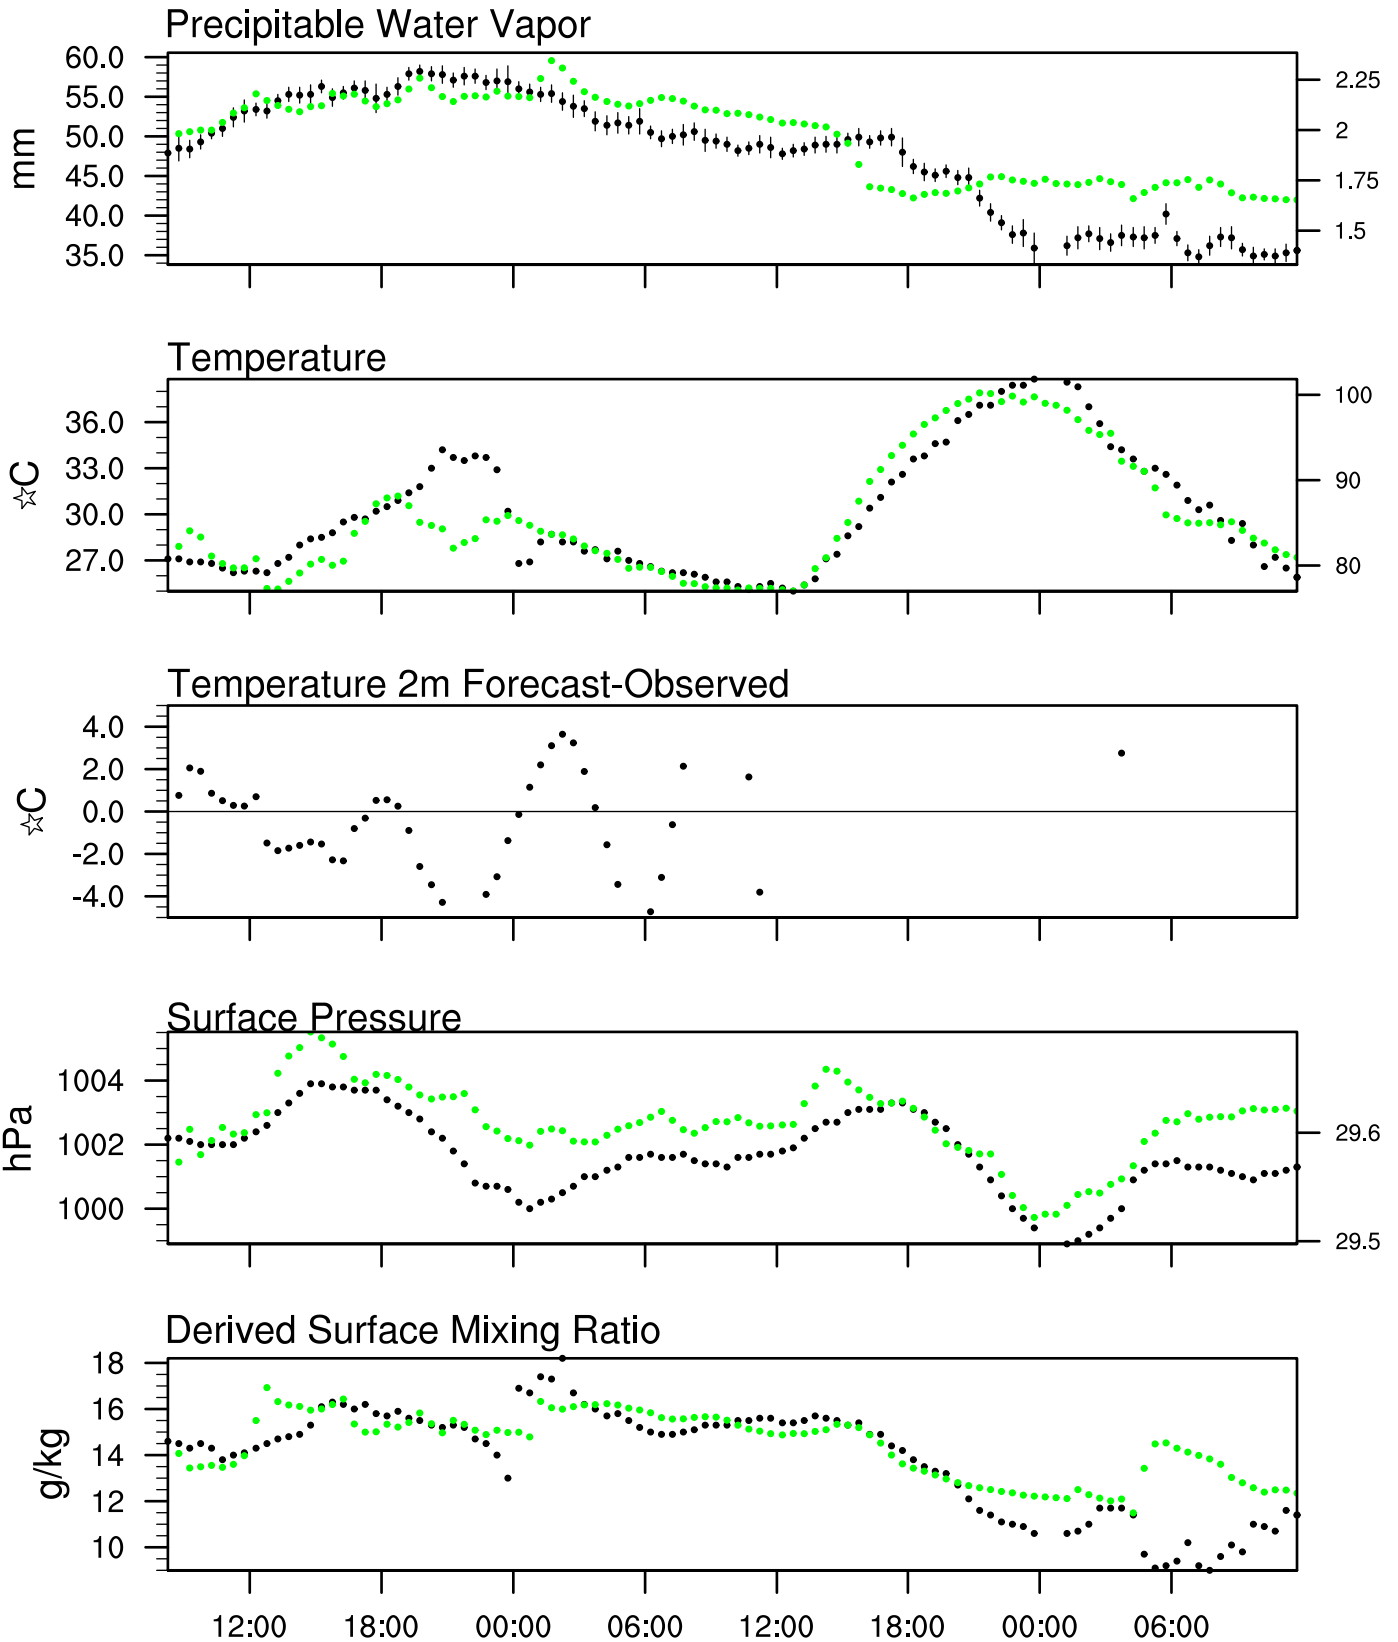 Precipitable Water Vapor
60.0
55.0
50.0
45.0
40.0
35.0
mm
2.25
2
1.75
1.5
Temperature
36.0
33.0
30.0
27.0
☆C
100
90
80
Temperature 2m Forecast-Observed
4.0
2.0
0.0
-2.0
-4.0
☆C
Surface Pressure
1004
1002
1000
hPa
29.6
29.5
Derived Surface Mixing Ratio
18
16
14
12
10
g/kg
12:00 18:00 00:00 06:00 12:00 18:00 00:00 06:00